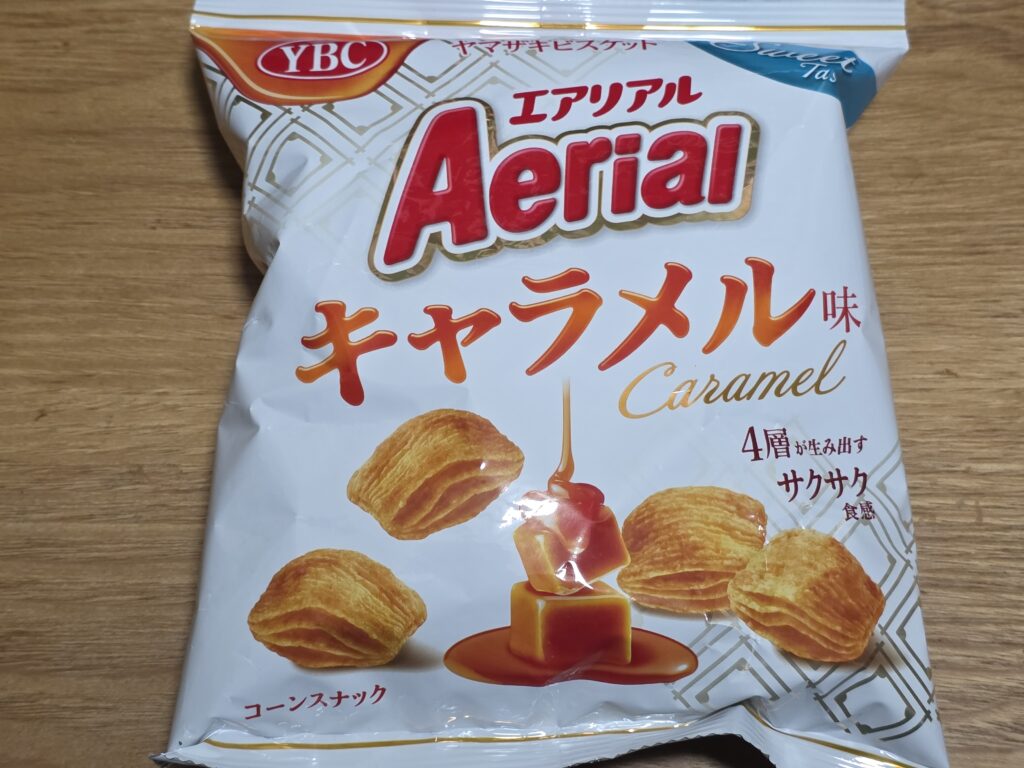 YBC
ヤマザキビスケット
Sweet
Tas
エアリアル
Aerial
キャラメル味
Caramel
4層が生み出す
サクサク
食感
コーンスナック